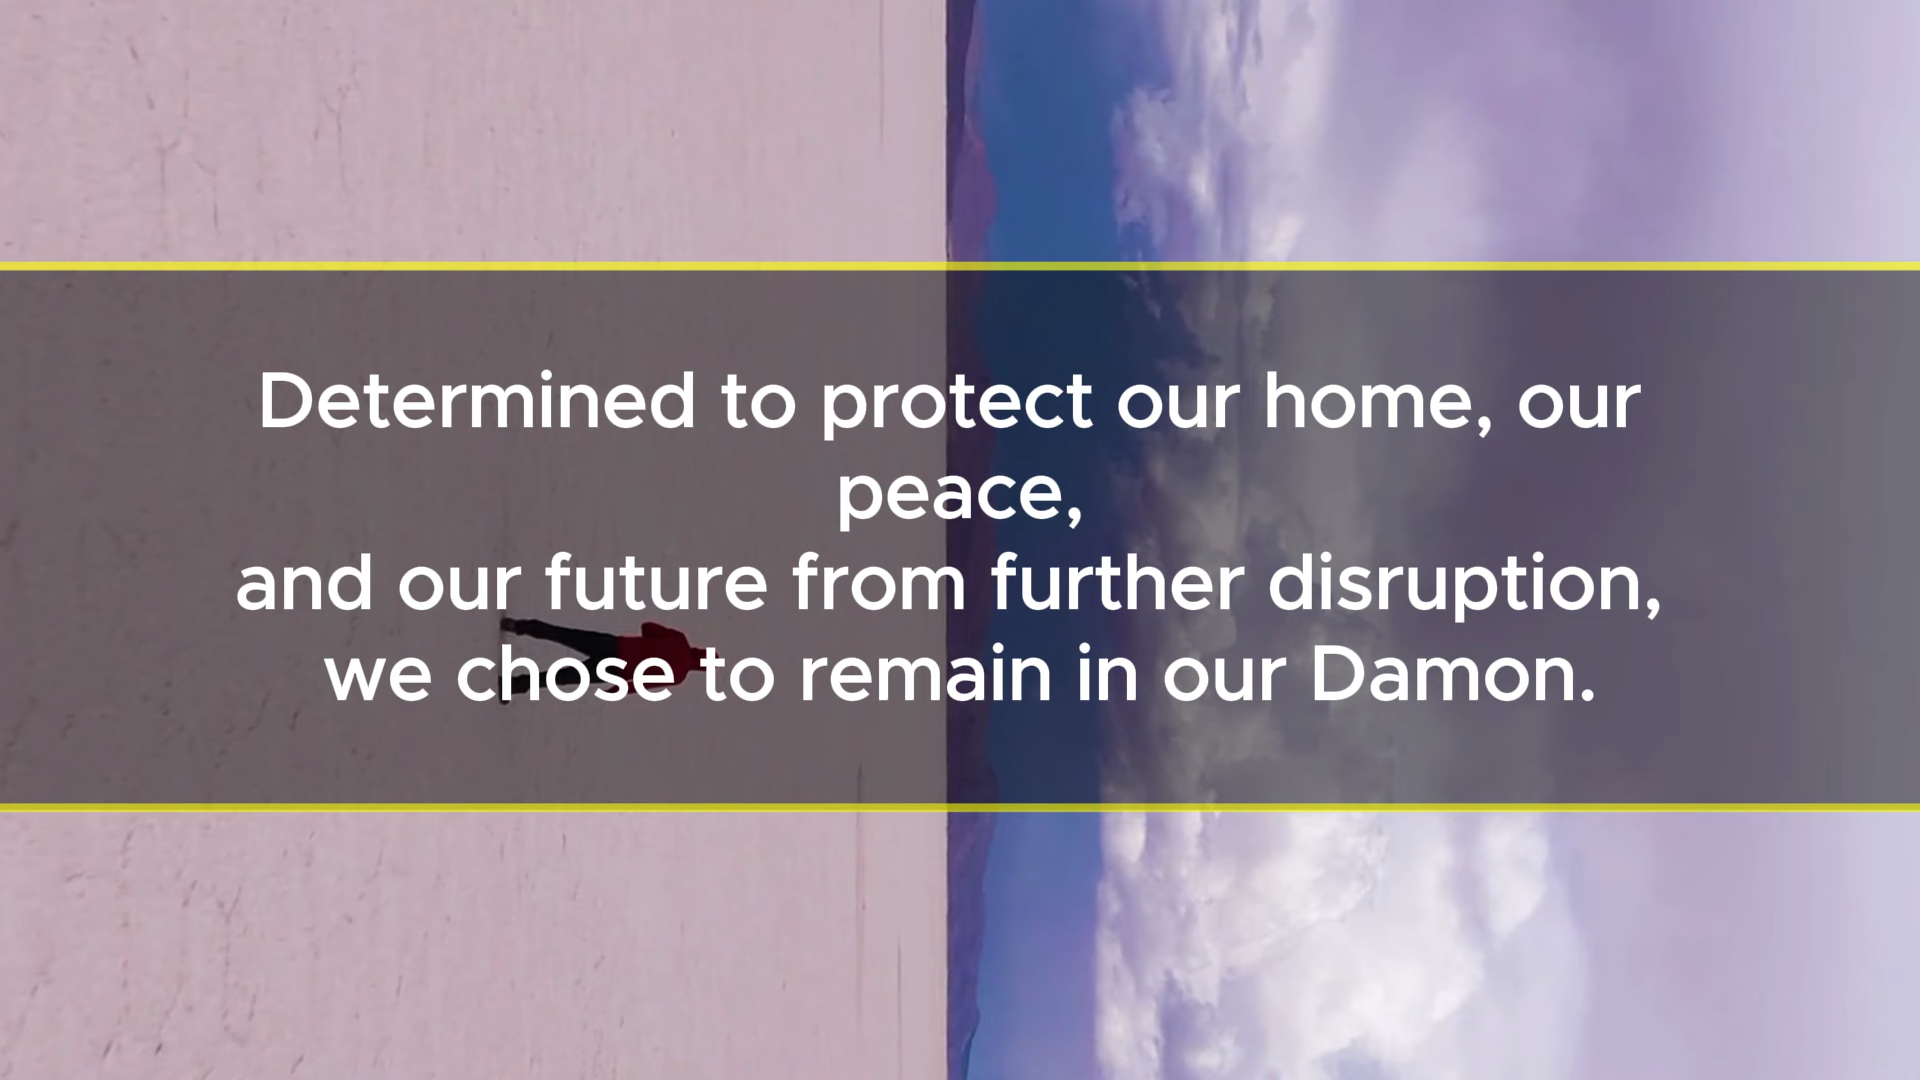 Determined to protect our home, our
peace,
and our future from further disruption,
we chose to remain in our Damon.